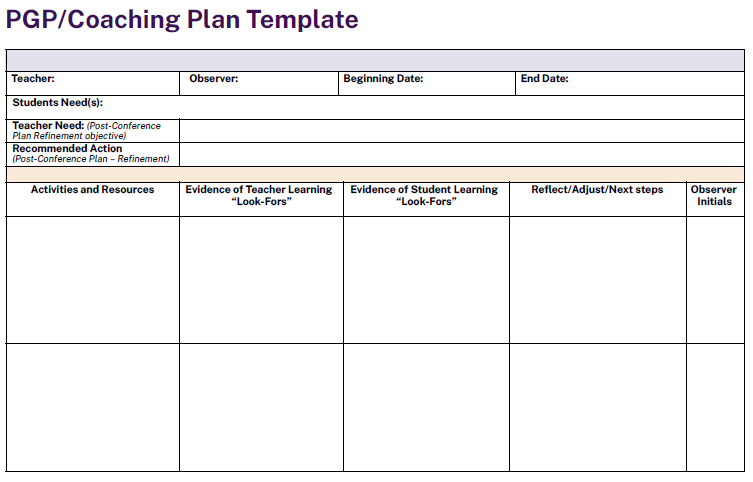 PGP/Coaching Plan Template
Teacher: Observer: Beginning Date: End Date:
Students Need(s):
Teacher Need: (Post-Conference
Plan Refinement objective)
Recommended Action
(Post-Conference Plan – Refinement)
Activities and Resources Evidence of Teacher Learning Evidence of Student Learning Reflect/Adjust/Next steps Observer
“Look-Fors” “Look-Fors” Initials